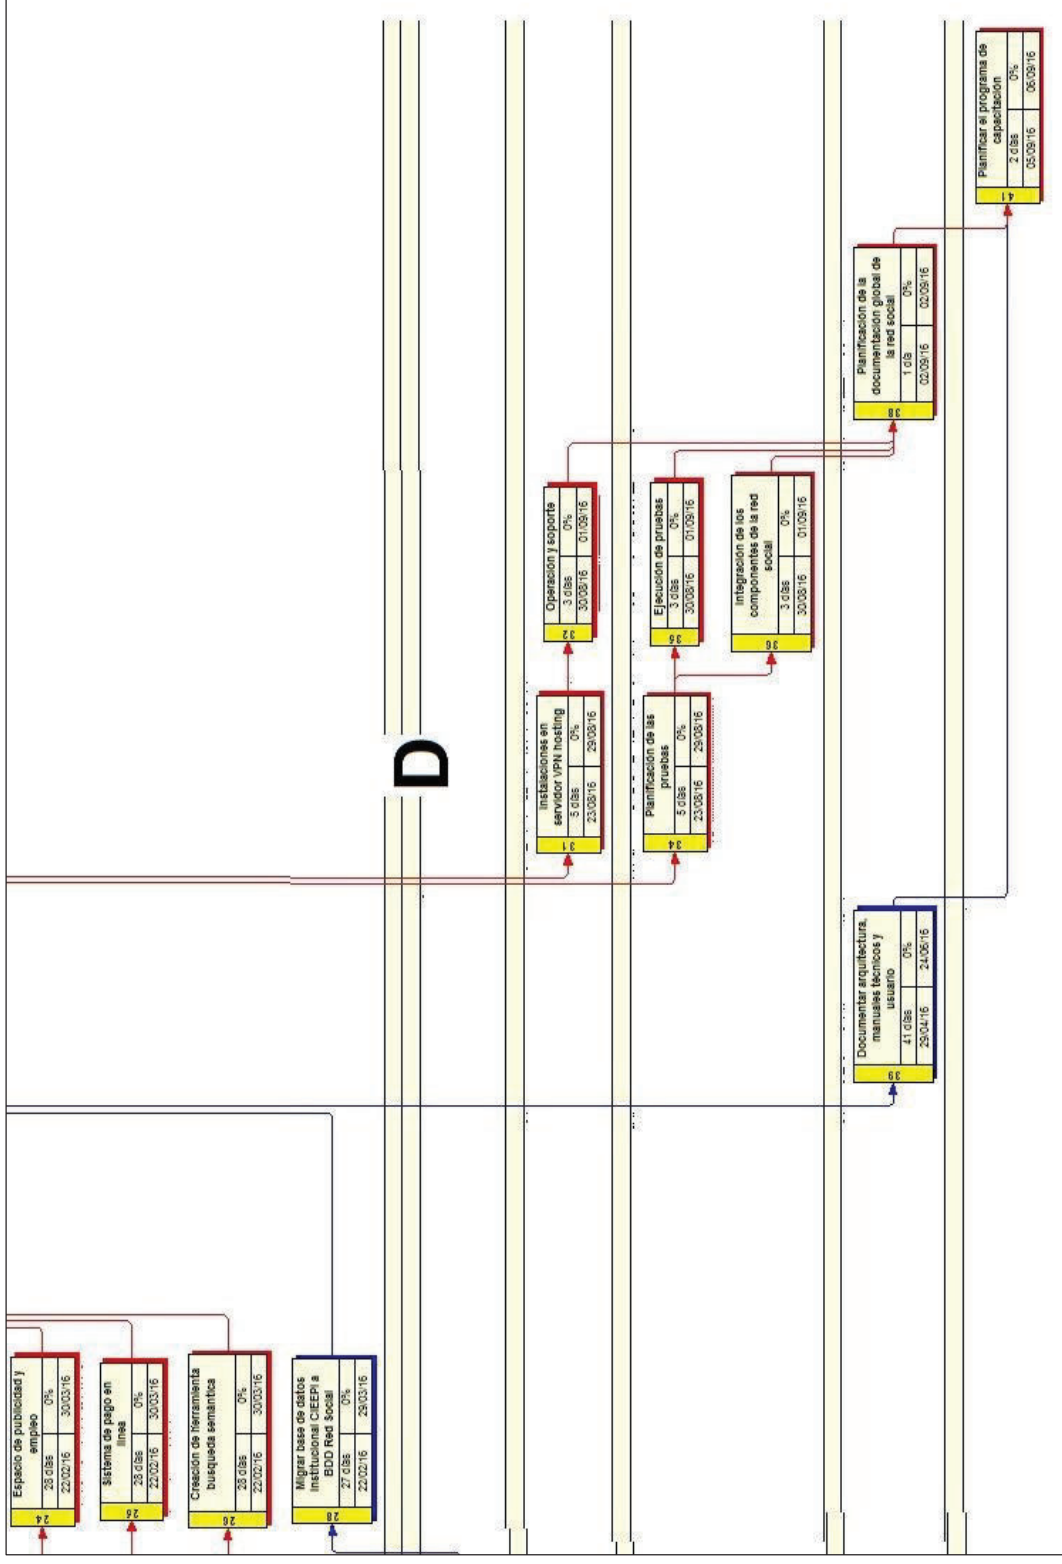 24
Espacio de publicidad y
empleo
28 días 0%
22/02/16 30/03/16
25
Sistema de pago en
línea
28 días 0%
22/02/16 30/03/16
26
Creación de herramienta
busqueda semántica
28 días 0%
22/02/16 30/03/16
28
Migrar base de datos
Institucional CIEEPI a
BDD Red Social
27 días 0%
22/02/16 29/03/16
D
31
Instalaciones en
servidor VPN hosting
5 días 0%
23/08/16 29/08/16
32
Operación y soporte
3 días 0%
30/08/16 01/09/16
34
Planificación de las
pruebas
5 días 0%
23/08/16 29/08/16
35
Ejecución de pruebas
3 días 0%
30/08/16 01/09/16
36
Integración de los
componentes de la red
social
3 días 0%
30/08/16 01/09/16
39
Documentar arquitectura,
manuales técnicos y
usuario
41 días 0%
29/04/16 24/06/16
38
Planificación de la
documentación global de
la red social
1 día 0%
02/09/16 02/09/16
41
Planificar el programa de
capacitación
2 días 0%
05/09/16 06/09/16